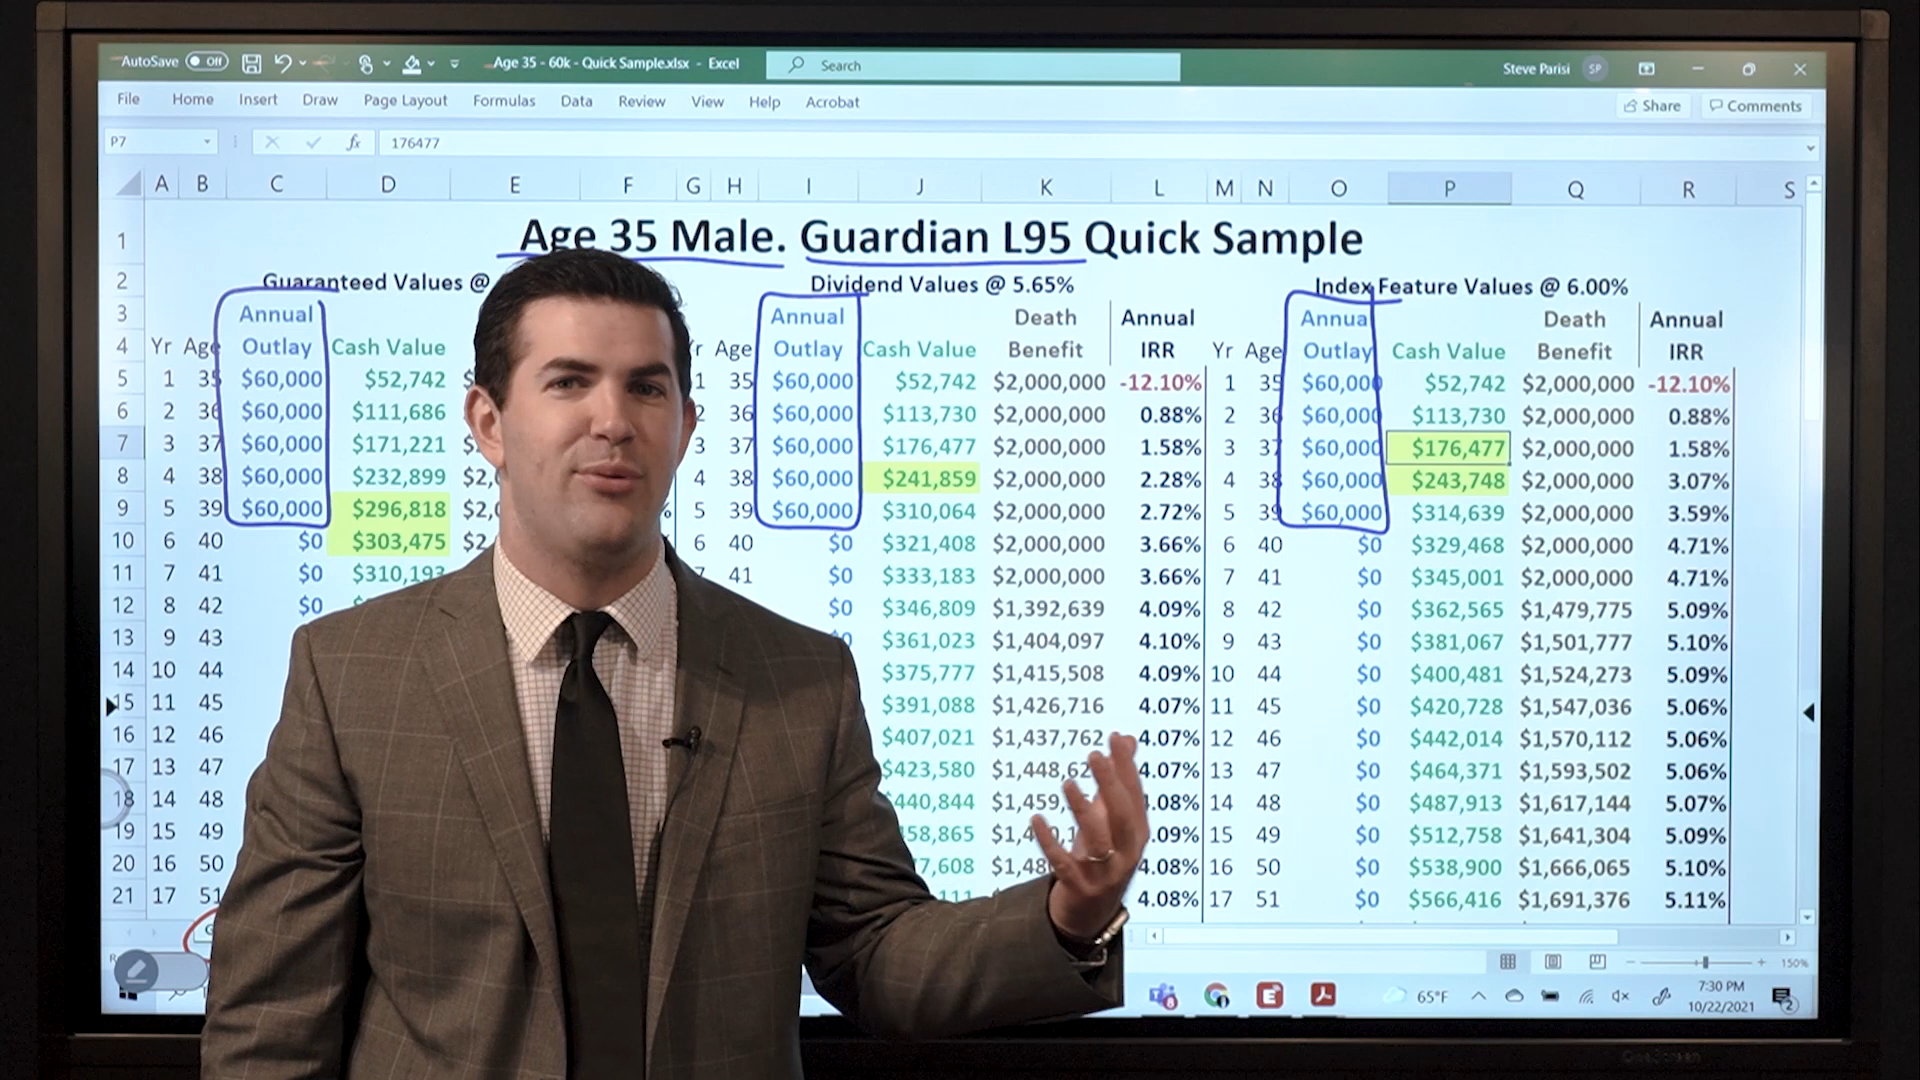 AutoSave Off Age 35 - 60k - Quick Sample.xlsx - Excel Search Steve Parisi SP
File Home Insert Draw Page Layout Formulas Data Review View Help Acrobat Share Comments
P7 fx 176477
A B C D E F G H I J K L M N O P Q R S
1 Age 35 Male. Guardian L95 Quick Sample
2 Guaranteed Values @ Dividend Values @ 5.65% Index Feature Values @ 6.00%
3 Annual Annual Death Annual Annual Death Annual
4 Yr Age Outlay Cash Value Yr Age Outlay Cash Value Benefit IRR Yr Age Outlay Cash Value Benefit IRR
5 1 35 $60,000 $52,742 1 35 $60,000 $52,742 $2,000,000 -12.10% 1 35 $60,000 $52,742 $2,000,000 -12.10%
6 2 36 $60,000 $111,686 2 36 $60,000 $113,730 $2,000,000 0.88% 2 36 $60,000 $113,730 $2,000,000 0.88%
7 3 37 $60,000 $171,221 3 37 $60,000 $176,477 $2,000,000 1.58% 3 37 $60,000 $176,477 $2,000,000 1.58%
8 4 38 $60,000 $232,899 4 38 $60,000 $241,859 $2,000,000 2.28% 4 38 $60,000 $243,748 $2,000,000 3.07%
9 5 39 $60,000 $296,818 5 39 $60,000 $310,064 $2,000,000 2.72% 5 39 $60,000 $314,639 $2,000,000 3.59%
10 6 40 $0 $303,475 6 40 $0 $321,408 $2,000,000 3.66% 6 40 $0 $329,468 $2,000,000 4.71%
11 7 41 $0 $310,193 7 41 $0 $333,183 $2,000,000 3.66% 7 41 $0 $345,001 $2,000,000 4.71%
12 8 42 $0 $0 $346,809 $1,392,639 4.09% 8 42 $0 $362,565 $1,479,775 5.09%
13 9 43 $0 $361,023 $1,404,097 4.10% 9 43 $0 $381,067 $1,501,777 5.10%
14 10 44 $375,777 $1,415,508 4.09% 10 44 $0 $400,481 $1,524,273 5.09%
15 11 45 $391,088 $1,426,716 4.07% 11 45 $0 $420,728 $1,547,036 5.06%
16 12 46 $407,021 $1,437,762 4.07% 12 46 $0 $442,014 $1,570,112 5.06%
17 13 47 $423,580 4.07% 13 47 $0 $464,371 $1,593,502 5.06%
18 14 48 $440,844 14 48 $0 $487,913 $1,617,144 5.07%
19 15 49 15 49 $0 $512,758 $1,641,304 5.09%
20 16 50 4.08% 16 50 $0 $538,900 $1,666,065 5.10%
21 17 51 4.08% 17 51 $0 $566,416 $1,691,376 5.11%
150%
65°F 7:30 PM
10/22/2021 2